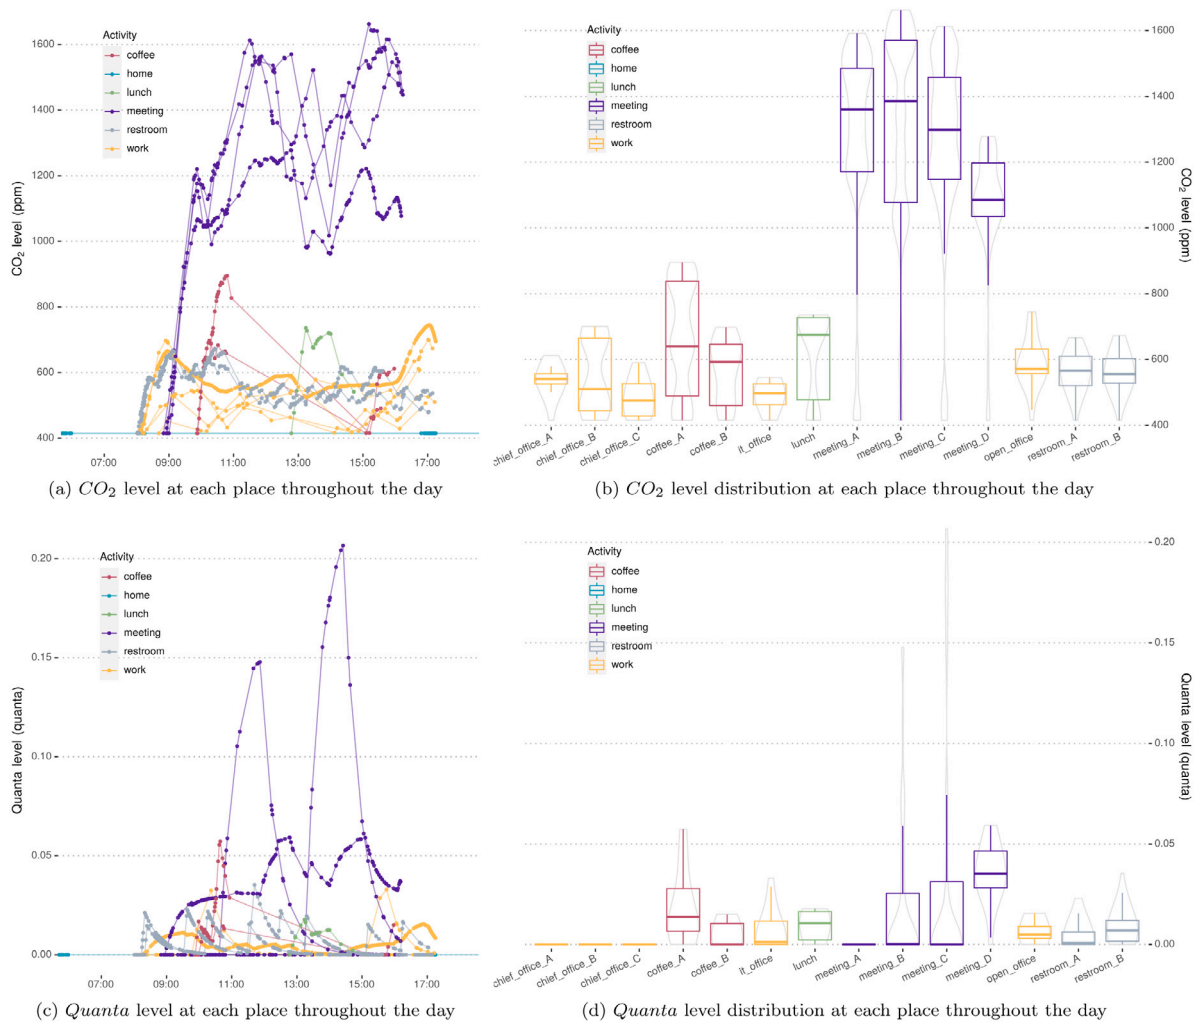 Activity
coffee
home
lunch
meeting
restroom
work
CO2 level (ppm)
1600
1400
1200
1000
800
600
400
07:00 09:00 11:00 13:00 15:00 17:00
(a) CO2 level at each place throughout the day
Activity
coffee
home
lunch
meeting
restroom
work
1600
1400
1200
1000
800
600
400
CO2 level (ppm)
chief_office_A chief_office_B chief_office_C coffee_A coffee_B it_office lunch meeting_A meeting_B meeting_C meeting_D open_office restroom_A restroom_B
(b) CO2 level distribution at each place throughout the day
Activity
coffee
home
lunch
meeting
restroom
work
Quanta level (quanta)
0.20
0.15
0.10
0.05
0.00
07:00 09:00 11:00 13:00 15:00 17:00
(c) Quanta level at each place throughout the day
Activity
coffee
home
lunch
meeting
restroom
work
0.20
0.15
0.10
0.05
0.00
Quanta level (quanta)
chief_office_A chief_office_B chief_office_C coffee_A coffee_B it_office lunch meeting_A meeting_B meeting_C meeting_D open_office restroom_A restroom_B
(d) Quanta level distribution at each place throughout the day